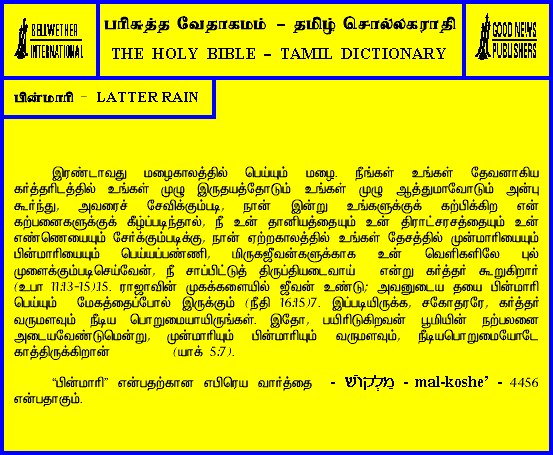 BELLWETHER
INTERNATIONAL
பரிசுத்த வேதாகமம் – தமிழ் சொல்லகராதி
THE HOLY BIBLE – TAMIL DICTIONARY
GOOD NEWS
PUBLISHERS
பின்மாரி – LATTER RAIN
இரண்டாவது மழைகாலத்தில் பெய்யும் மழை. நீங்கள் உங்கள் தேவனாகிய
கர்த்தரிடத்தில் உங்கள் முழு இருதயத்தோடும் உங்கள் முழு ஆத்துமாவோடும் அன்பு
கூர்ந்து, அவரைச் சேவிக்கும்படி, நான் இன்று உங்களுக்குக் கற்பிக்கிற என்
கற்பனைகளுக்குக் கீழ்ப்படிந்தால், நீ உன் தானியத்தையும் உன் திராட்சரசத்தையும் உன்
எண்ணெயையும் சேர்க்கும்படிக்கு, நான் ஏற்றகாலத்தில் உங்கள் தேசத்தில் முன்மாரியையும்
பின்மாரியையும் பெய்யப்பண்ணி, மிருகஜீவன்களுக்காக உன் வெளிகளிலே புல்
முளைக்கும்படிசெய்வேன், நீ சாப்பிட்டுத் திருப்தியடைவாய் என்று கர்த்தர் கூறுகிறார்
(உபா 11:13-15).15. ராஜாவின் முகக்களையில் ஜீவன் உண்டு; அவனுடைய தயை பின்மாரி
பெய்யும் மேகத்தைப்போல் இருக்கும் (நீதி 16:15)7. இப்படியிருக்க, சகோதரரே, கர்த்தர்
வருமளவும் நீடிய பொறுமையாயிருங்கள். இதோ, பயிரிடுகிறவன் பூமியின் நற்பலனை
அடையவேண்டுமென்று, முன்மாரியும் பின்மாரியும் வருமளவும், நீடியபொறுமையோடே
காத்திருக்கிறான் (யாக் 5:7).
“பின்மாரி” என்பதற்கான எபிரெய வார்த்தை - מַלְקוֹשׁ - mal-koshe’ - 4456
என்பதாகும்.